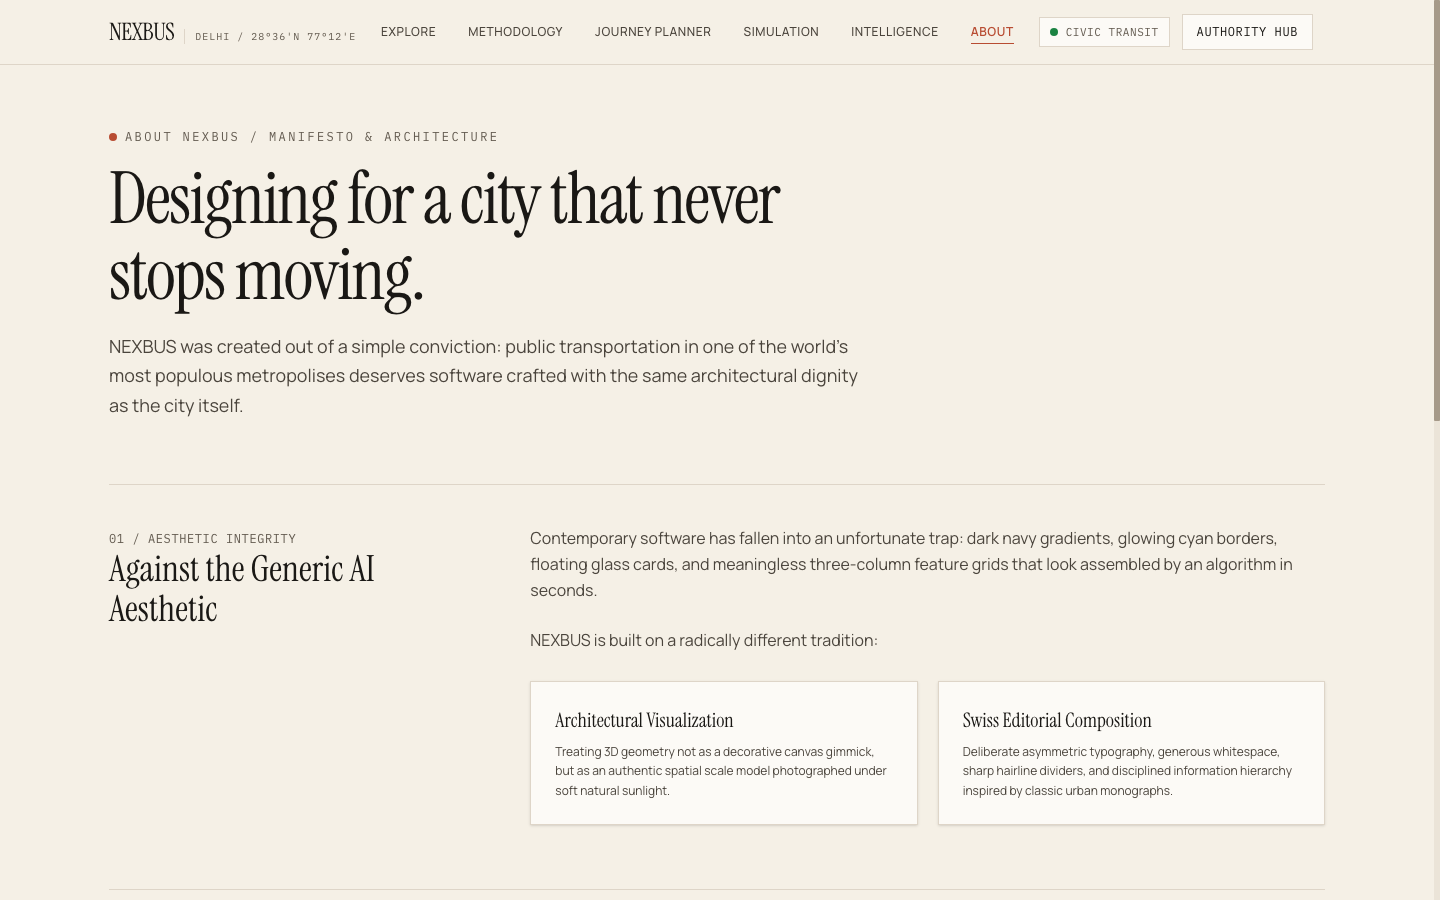 NEXBUS
DELHI / 28°36'N 77°12'E
EXPLORE
METHODOLOGY
JOURNEY PLANNER
SIMULATION
INTELLIGENCE
ABOUT
CIVIC TRANSIT
AUTHORITY HUB
ABOUT NEXBUS / MANIFESTO & ARCHITECTURE
Designing for a city that never
stops moving.
NEXBUS was created out of a simple conviction: public transportation in one of the world's
most populous metropolises deserves software crafted with the same architectural dignity
as the city itself.
01 / AESTHETIC INTEGRITY
Against the Generic AI
Aesthetic
Contemporary software has fallen into an unfortunate trap: dark navy gradients, glowing cyan borders,
floating glass cards, and meaningless three-column feature grids that look assembled by an algorithm in
seconds.
NEXBUS is built on a radically different tradition:
Architectural Visualization
Treating 3D geometry not as a decorative canvas gimmick,
but as an authentic spatial scale model photographed under
soft natural sunlight.
Swiss Editorial Composition
Deliberate asymmetric typography, generous whitespace,
sharp hairline dividers, and disciplined information hierarchy
inspired by classic urban monographs.